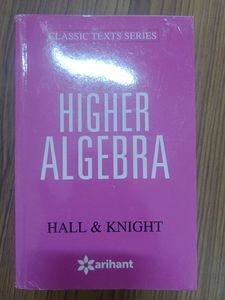 CLASSIC TEXTS SERIES
HIGHER
ALGEBRA
HALL & KNIGHT
arihant